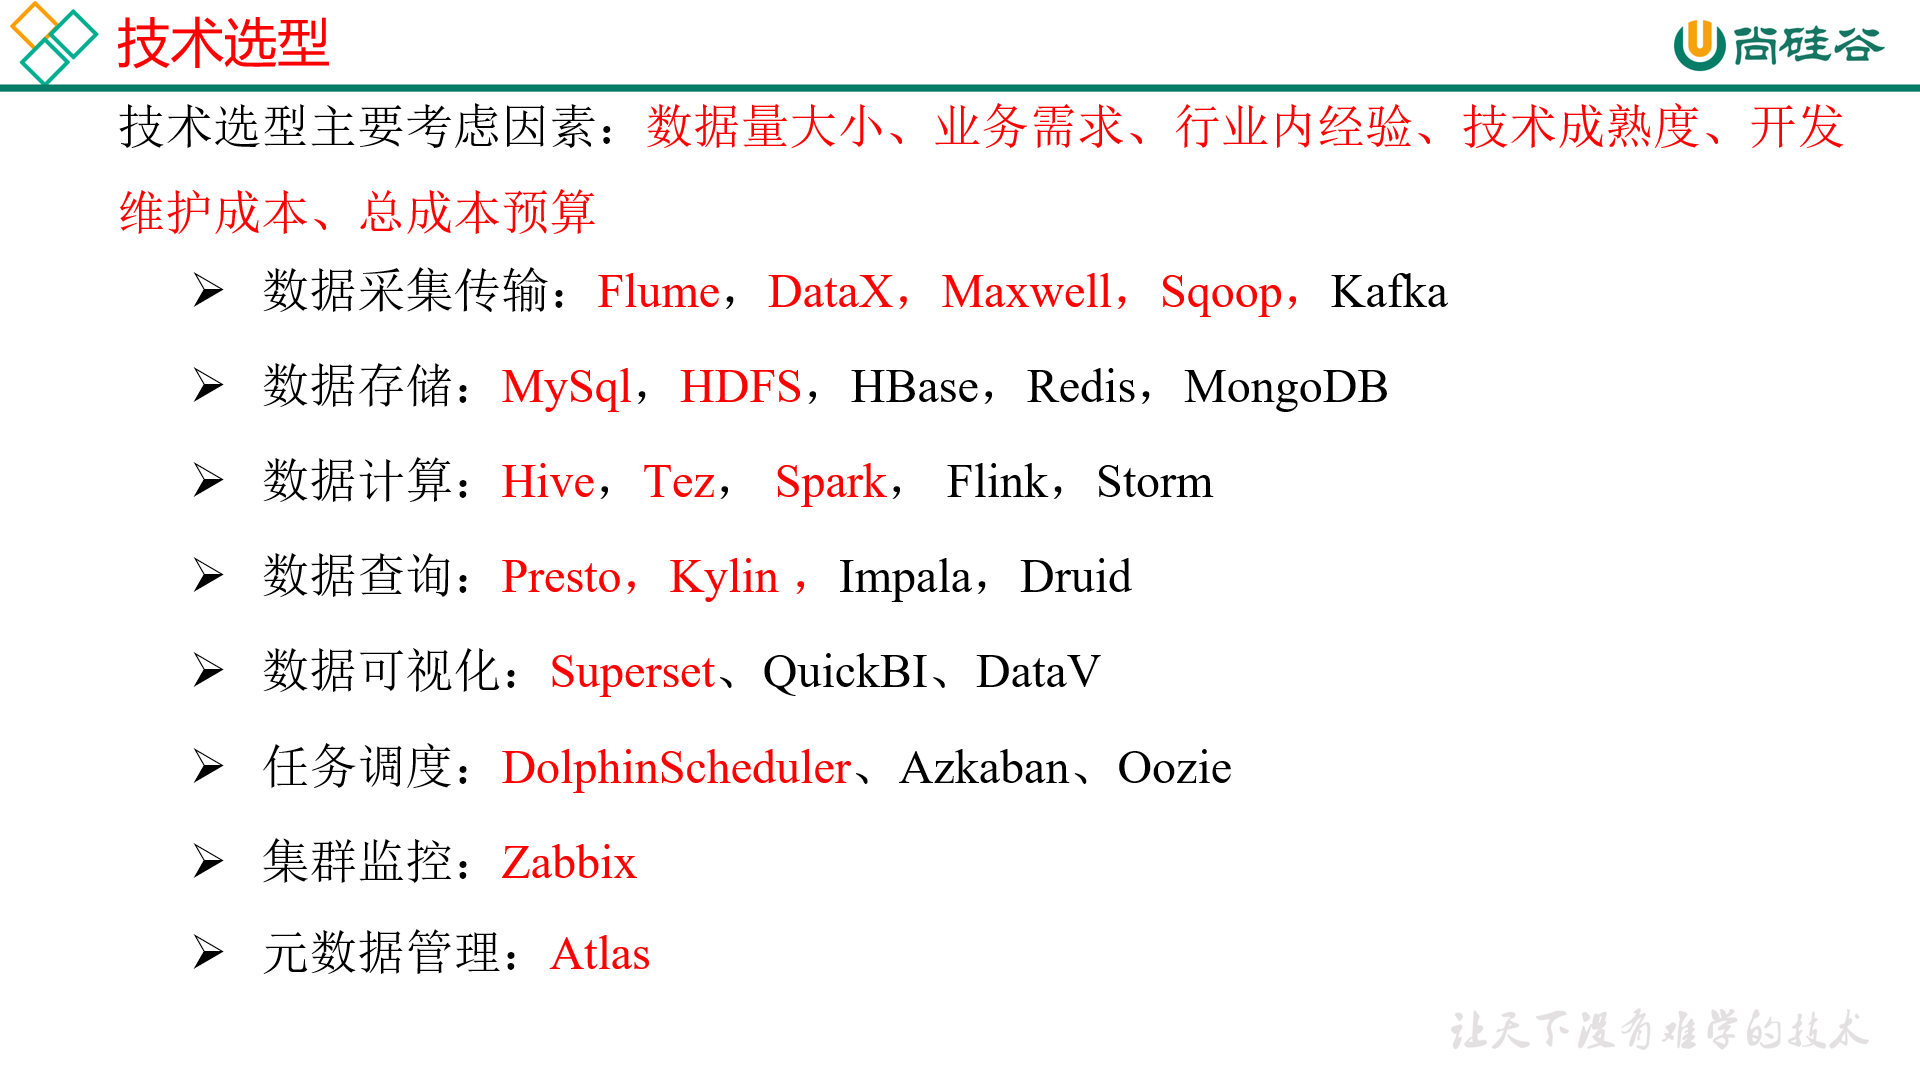 技术选型
尚硅谷
技术选型主要考虑因素：数据量大小、业务需求、行业内经验、技术成熟度、开发
维护成本、总成本预算
➢ 数据采集传输：Flume，DataX，Maxwell，Sqoop，Kafka
➢ 数据存储：MySql，HDFS，HBase，Redis，MongoDB
➢ 数据计算：Hive，Tez， Spark， Flink，Storm
➢ 数据查询：Presto，Kylin ，Impala，Druid
➢ 数据可视化：Superset、QuickBI、DataV
➢ 任务调度：DolphinScheduler、Azkaban、Oozie
➢ 集群监控：Zabbix
➢ 元数据管理：Atlas
让天下没有难学的技术